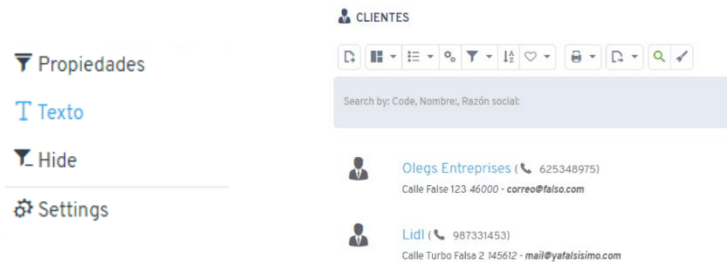 Propiedades
Texto
Hide
Settings
CLIENTES
Search by: Code, Nombre:, Razón social:
Olegs Entreprises ( 625348975)
Calle False 123 46000 - correo@falso.com
Lidl ( 987331453)
Calle Turbo Falsa 2 145612 - mail@yafalsisimo.com